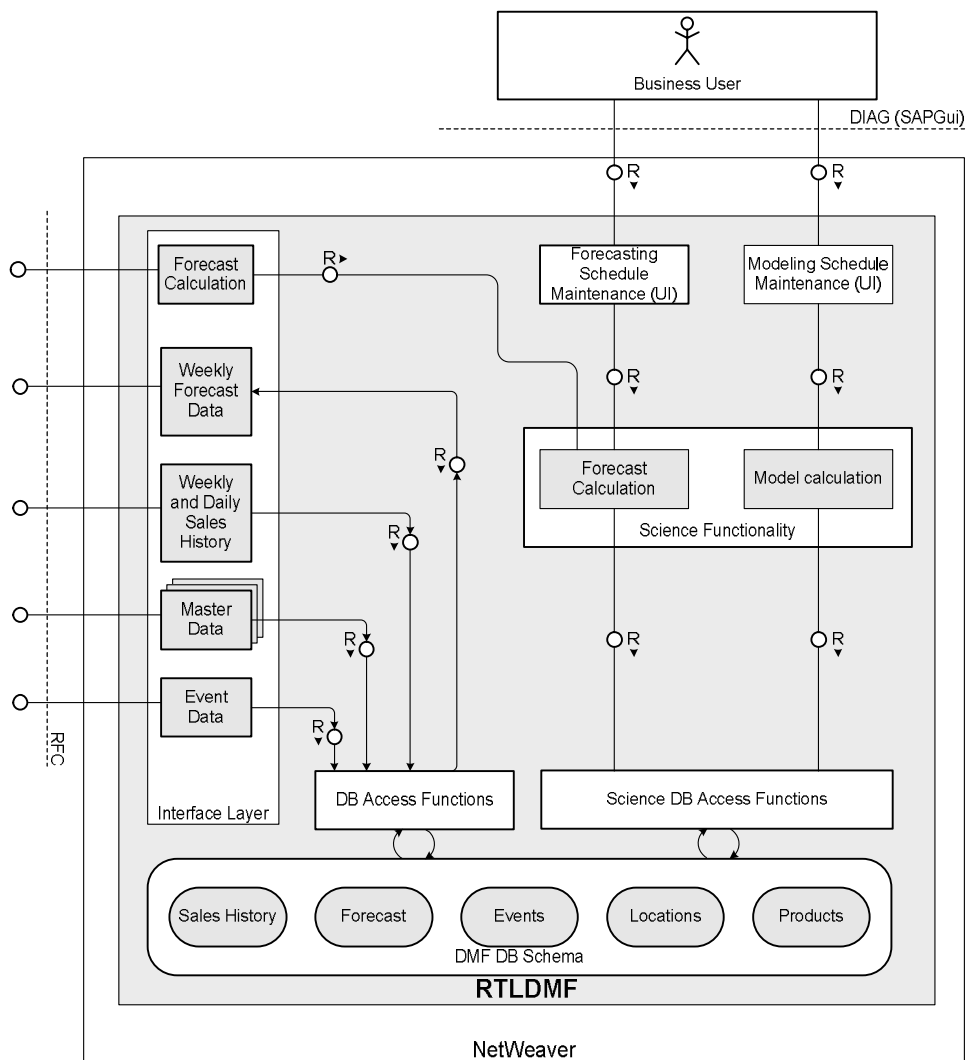 Business User
DIAG (SAPGui)
R
R
Forecast
Calculation
R
Forecasting
Schedule
Maintenance (UI)
Modeling Schedule
Maintenance (UI)
Weekly
Forecast
Data
R
R
R
Weekly
and Daily
Sales
History
R
Forecast
Calculation
Model calculation
Science Functionality
Master
Data
R
R
R
Event
Data
R
RFC
Interface Layer
DB Access Functions
Science DB Access Functions
Sales History
Forecast
Events
Locations
Products
DMF DB Schema
RTLDMF
NetWeaver